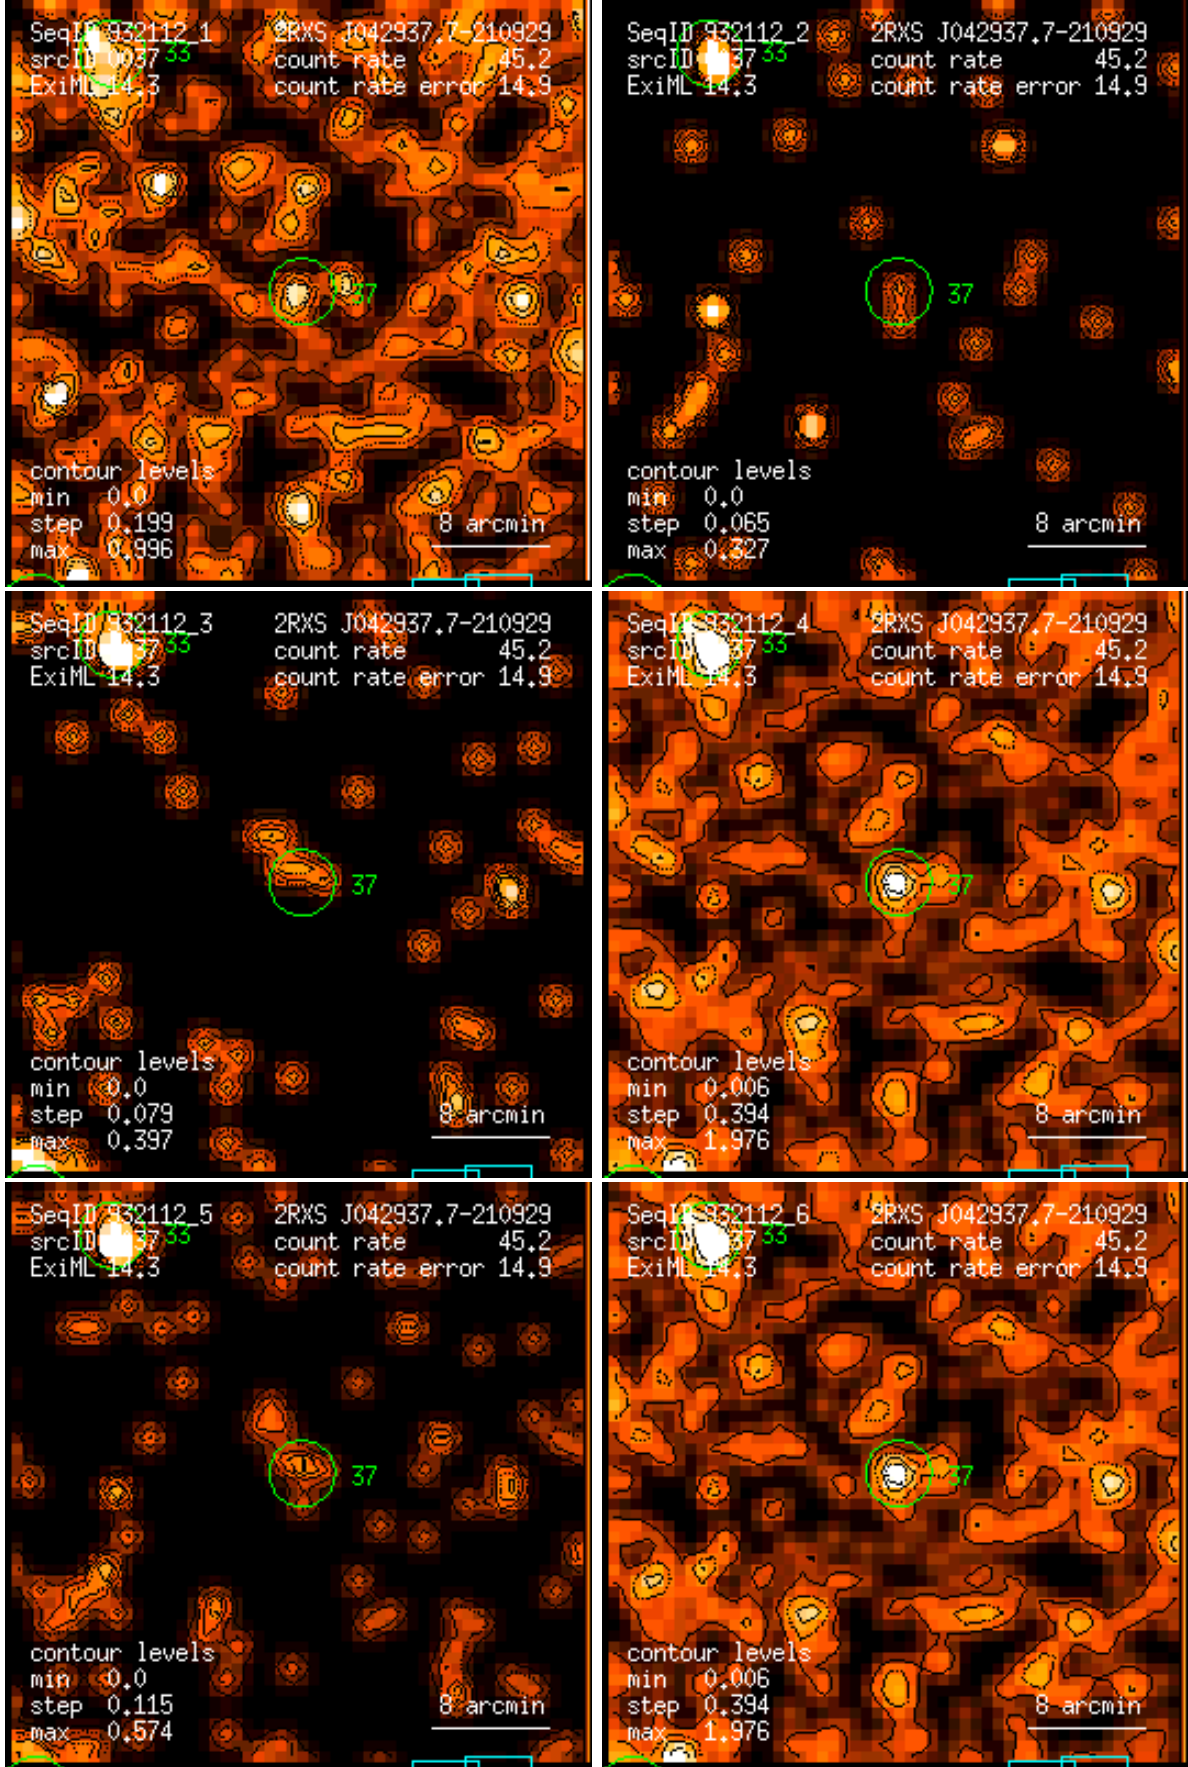 SeqID 932112_1 2RXS J042937.7-210929
33
srcID 0037 count rate 45.2
ExiML 14.3 count rate error 14.9
37
contour levels
min 0.0
step 0.199
max 0.996
8 arcmin
SeqID 932112_2 2RXS J042937.7-210929
33
srcID 0037 count rate 45.2
ExiML 14.3 count rate error 14.9
37
contour levels
min 0.0
step 0.065
max 0.327
8 arcmin
SeqID 932112_3 2RXS J042937.7-210929
33
srcID 0037 count rate 45.2
ExiML 14.3 count rate error 14.9
37
contour levels
min 0.0
step 0.079
max 0.397
8 arcmin
SeqID 932112_4 2RXS J042937.7-210929
33
srcID 0037 count rate 45.2
ExiML 14.3 count rate error 14.9
37
contour levels
min 0.006
step 0.394
max 1.976
8 arcmin
SeqID 932112_5 2RXS J042937.7-210929
33
srcID 0037 count rate 45.2
ExiML 14.3 count rate error 14.9
37
contour levels
min 0.0
step 0.115
max 0.574
8 arcmin
SeqID 932112_6 2RXS J042937.7-210929
33
srcID 0037 count rate 45.2
ExiML 14.3 count rate error 14.9
37
contour levels
min 0.006
step 0.394
max 1.976
8 arcmin